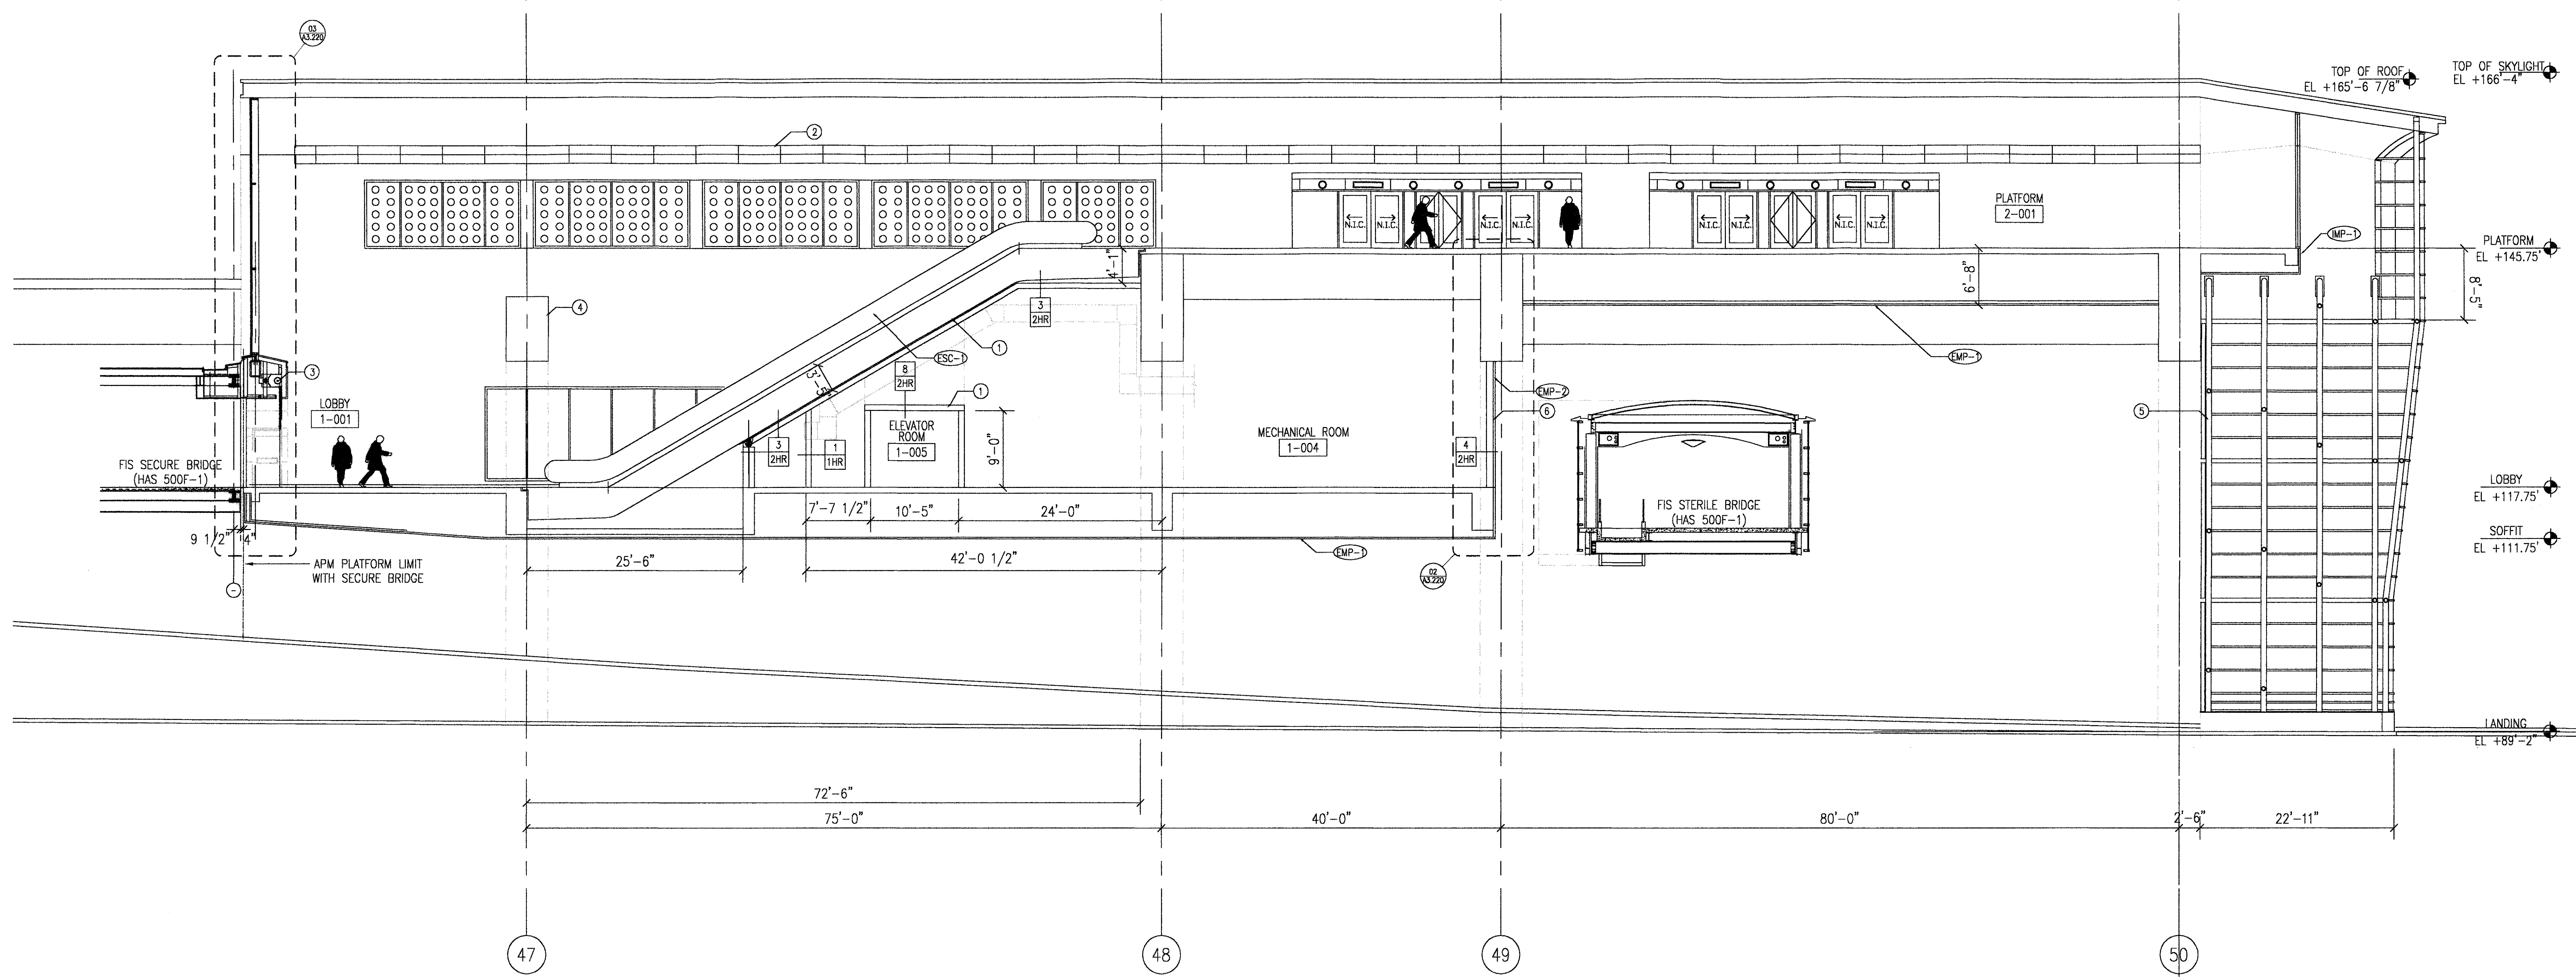 03
A3.220
TOP OF ROOF
EL +165'-6 7/8"
TOP OF SKYLIGHT
EL +166'-4"
2
N.I.C.
N.I.C.
N.I.C.
N.I.C.
N.I.C.
N.I.C.
N.I.C.
N.I.C.
PLATFORM
2-001
IMP-1
PLATFORM
EL +145.75'
4'-1"
6'-8"
8'-5"
4
3
2HR
ESC-1
1
EMP-1
3
3'-5"
8
2HR
1
EMP-2
LOBBY
1-001
6
5
ELEVATOR
ROOM
1-005
9'-0"
MECHANICAL ROOM
1-004
3
2HR
1
1HR
4
2HR
FIS SECURE BRIDGE
(HAS 500F-1)
LOBBY
EL +117.75'
FIS STERILE BRIDGE
(HAS 500F-1)
7'-7 1/2"
10'-5"
24'-0"
SOFFIT
EL +111.75'
9 1/2"
4"
EMP-1
APM PLATFORM LIMIT
WITH SECURE BRIDGE
25'-6"
42'-0 1/2"
02
A3.220
-
LANDING
EL +89'-2"
72'-6"
75'-0"
40'-0"
80'-0"
2'-6"
22'-11"
47
48
49
50